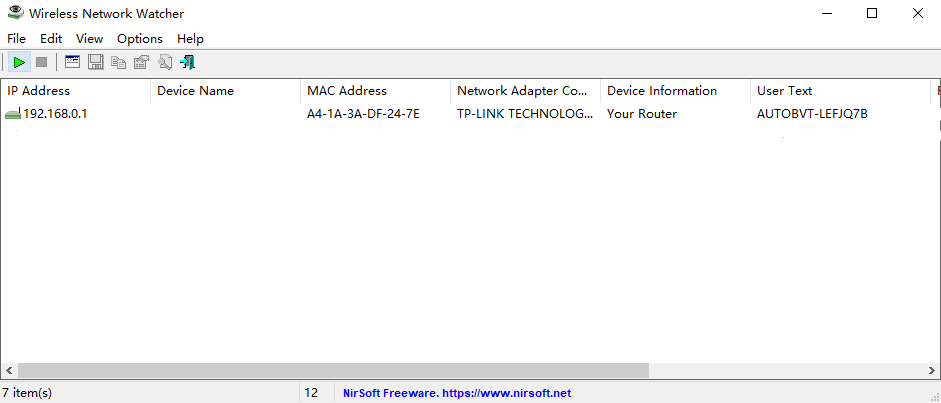 Wireless Network Watcher
File Edit View Options Help
IP Address Device Name MAC Address Network Adapter Co... Device Information User Text
192.168.0.1 A4-1A-3A-DF-24-7E TP-LINK TECHNOLOG... Your Router AUTOBVT-LEFJQ7B
7 item(s) 12 NirSoft Freeware. https://www.nirsoft.net